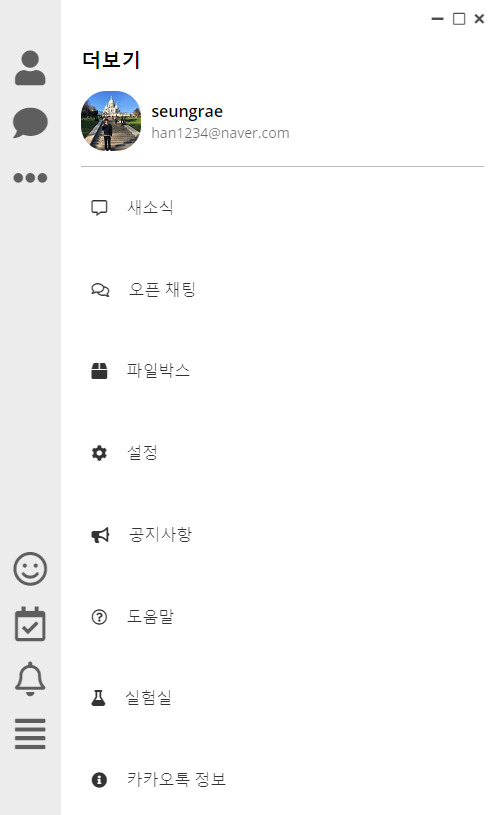 더보기
seungrae
han1234@naver.com
새소식
오픈 채팅
파일박스
설정
공지사항
도움말
실험실
카카오톡 정보